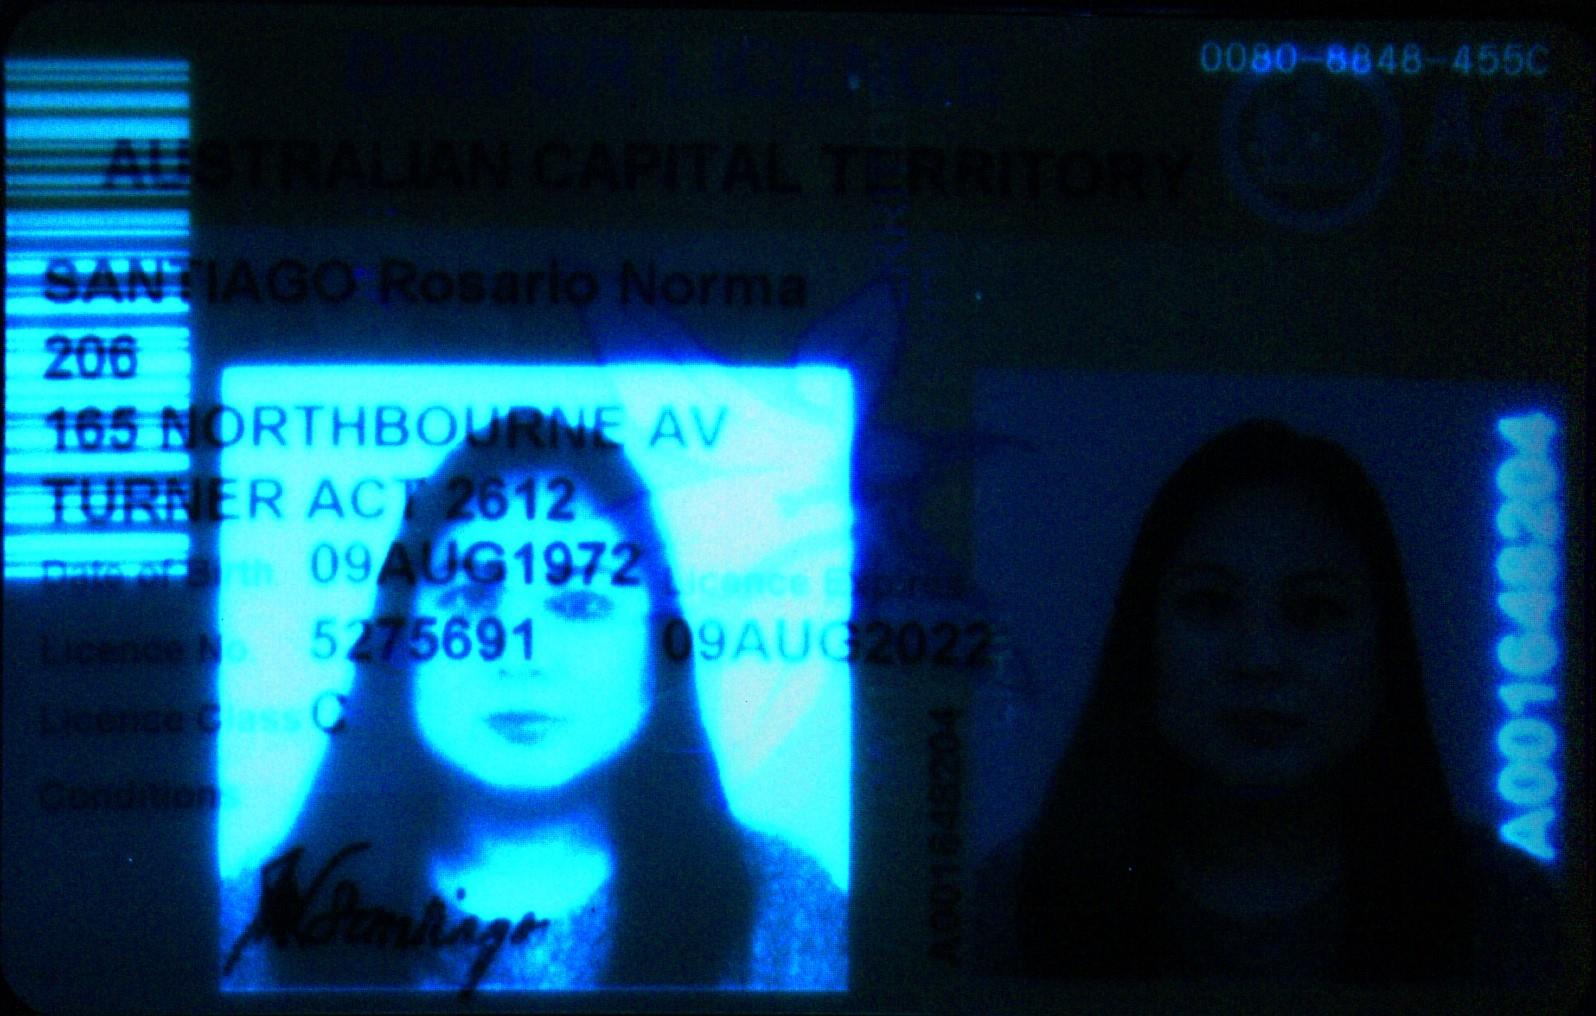 DRIVER LICENCE
0080-8848-455C
ACT
AUSTRALIAN CAPITAL TERRITORY
SANTIAGO Rosario Norma
206
165 NORTHBOURNE AV
TURNER ACT 2612
Date of Birth 09AUG1972 Licence Expires
Licence No 5275691 09AUG2022
Licence Class C
Conditions
A001648204
A001648204